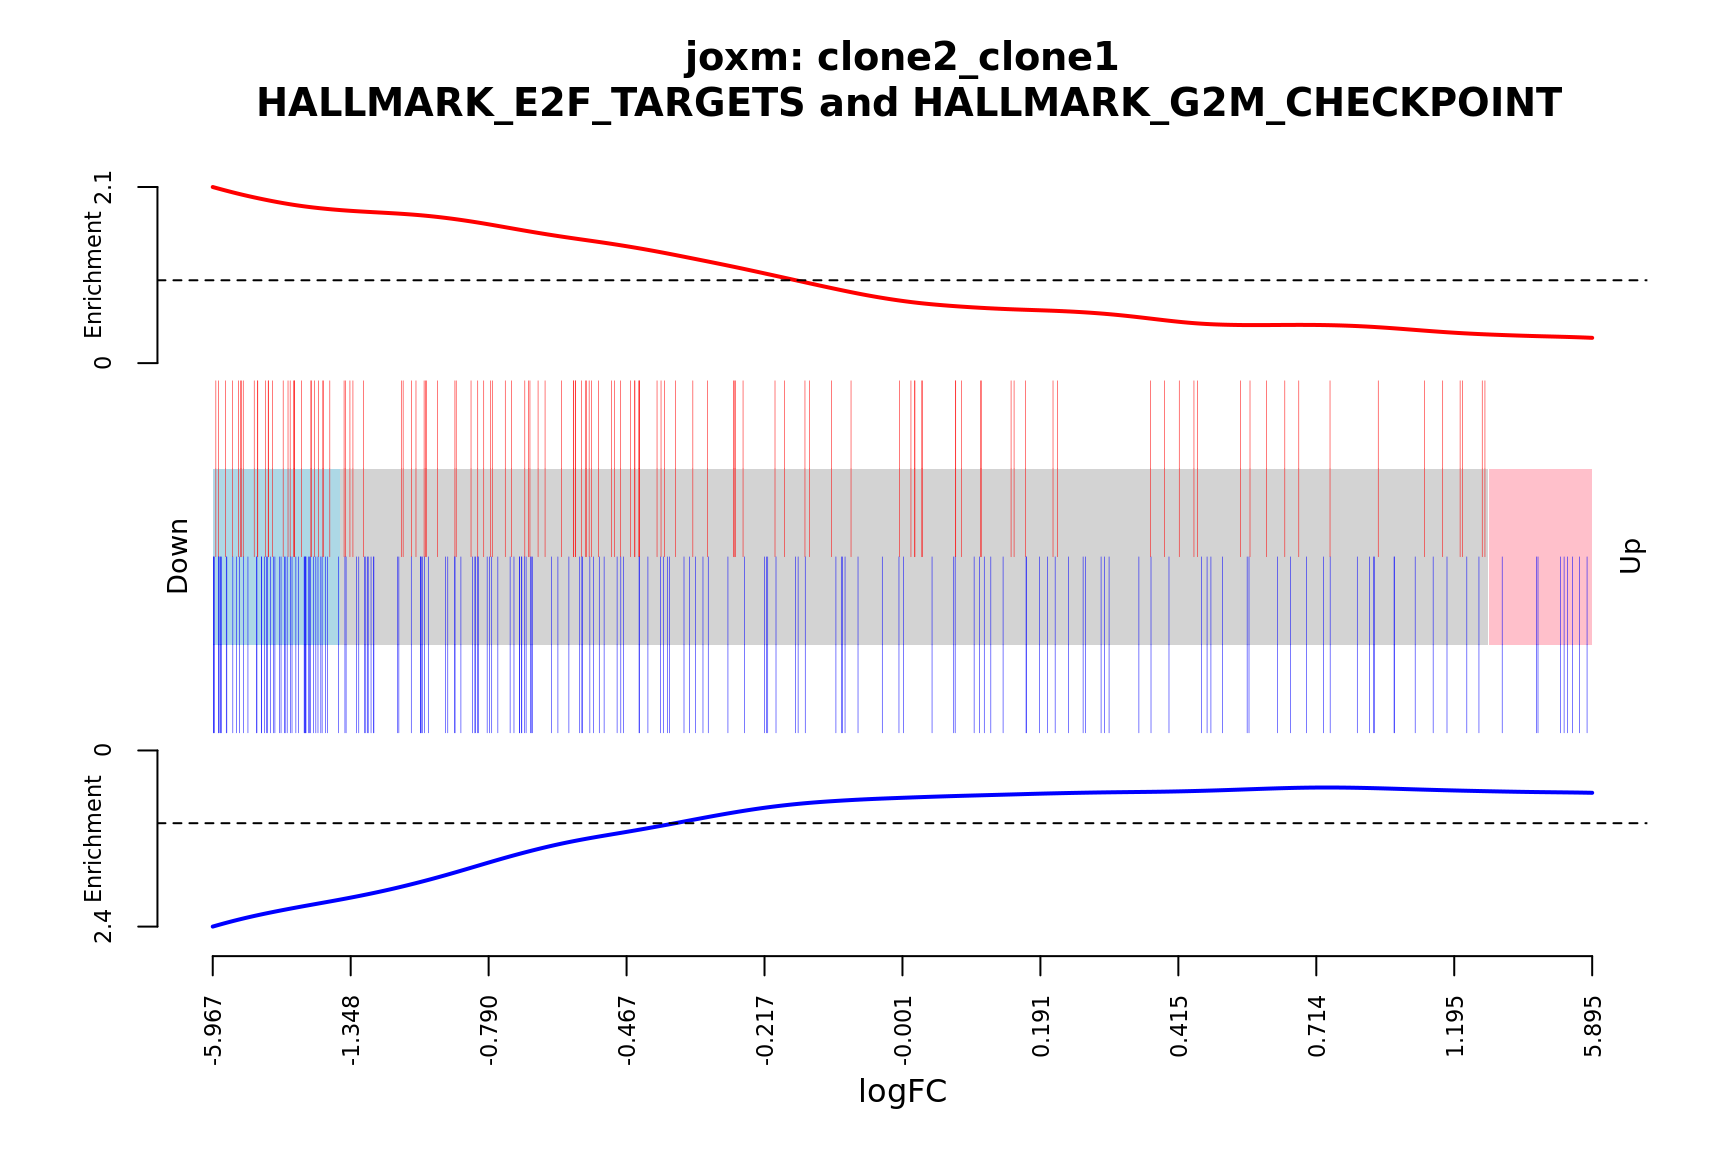 joxm: clone2_clone1
HALLMARK_E2F_TARGETS and HALLMARK_G2M_CHECKPOINT
2.1
Enrichment
0
Down
Up
0
Enrichment
2.4
-5.967
-1.348
-0.790
-0.467
-0.217
-0.001
0.191
0.415
0.714
1.195
5.895
logFC